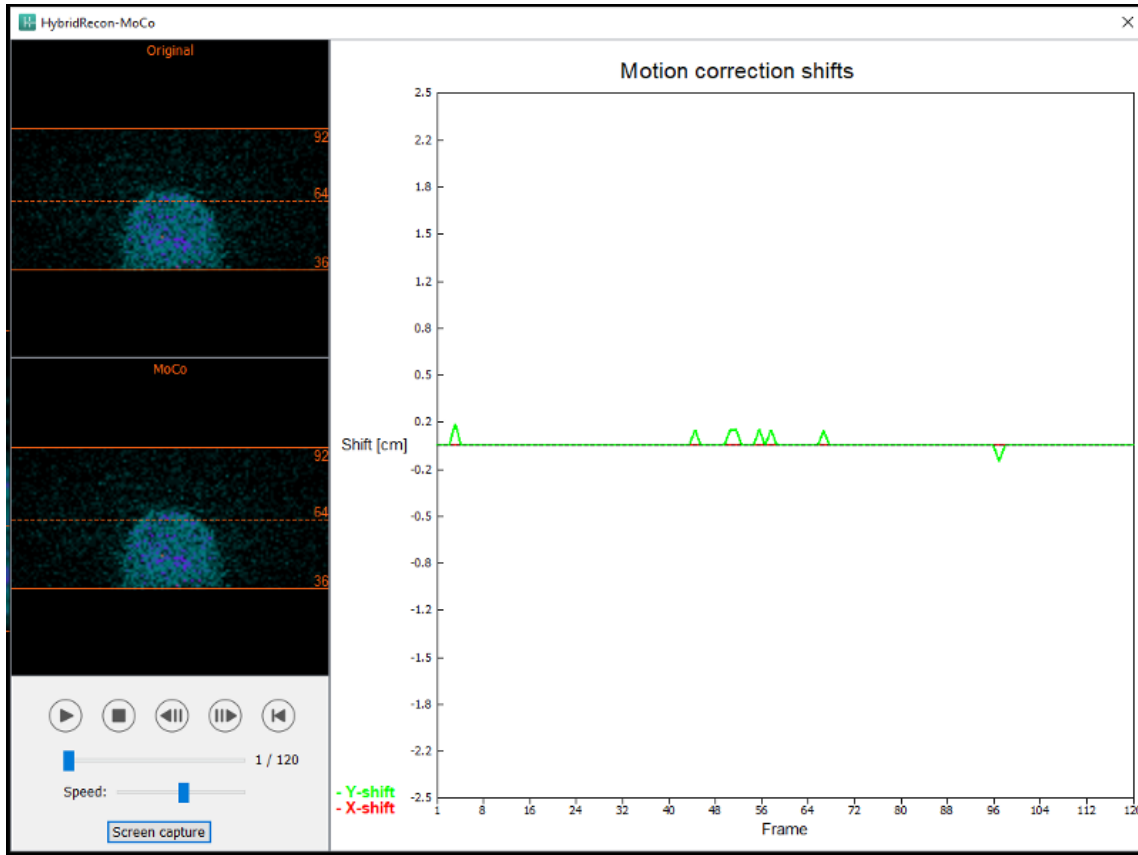 HybridRecon-MoCo
Original
92
64
36
MoCo
92
64
36
1 / 120
Speed:
Screen capture
Motion correction shifts
2.5
2.2
1.8
1.5
1.2
0.8
0.5
0.2
Shift [cm]
-0.2
-0.5
-0.8
-1.2
-1.5
-1.8
-2.2
-2.5
- Y-shift
- X-shift
1 8 16 24 32 40 48 56 64 72 80 88 96 104 112 120
Frame